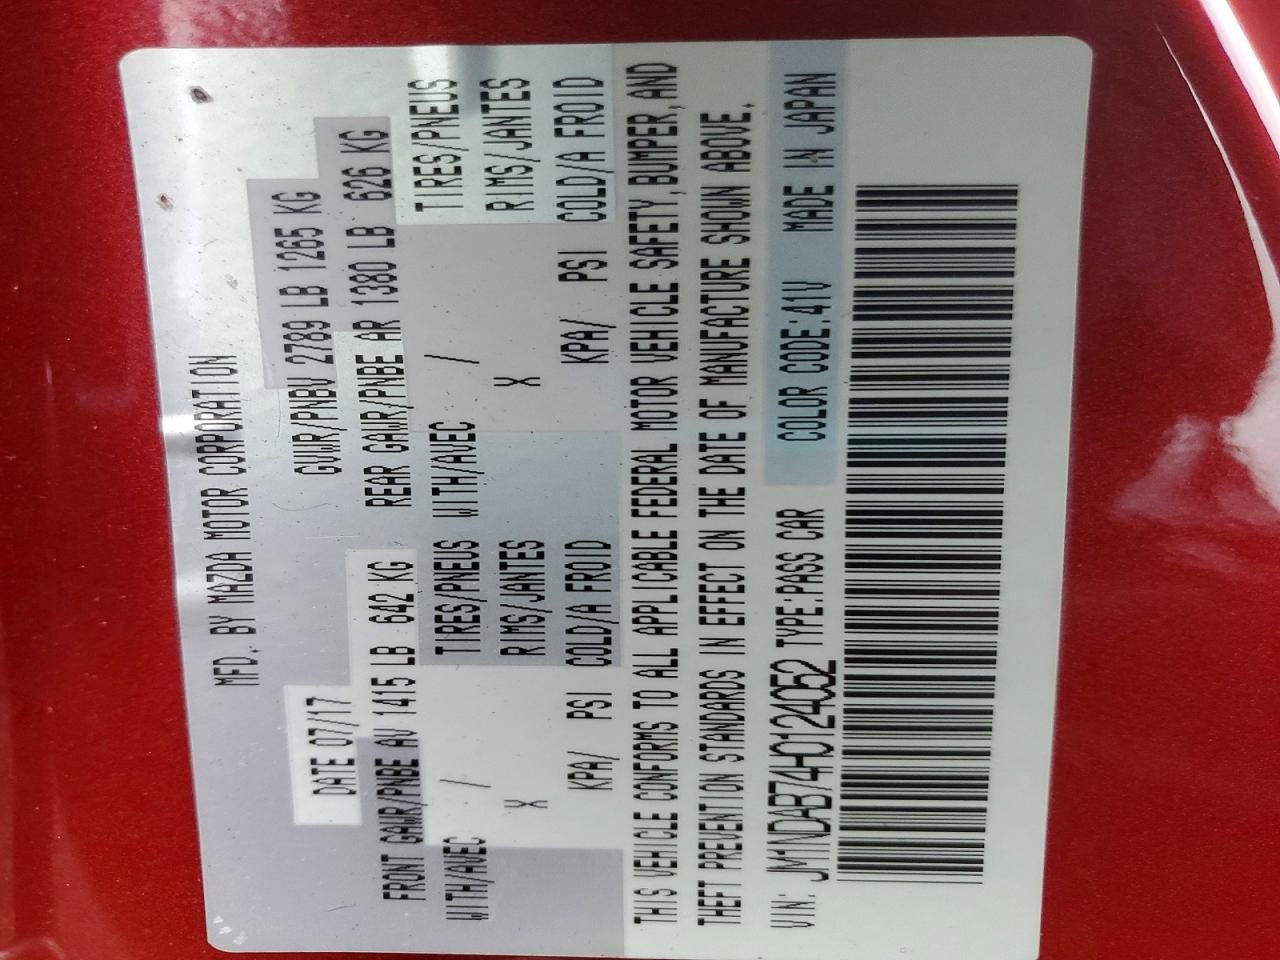 MFD. BY MAZDA MOTOR CORPORATION
DATE 07/17 GVWR/PNBV 2789 LB 1265 KG
FRONT GAWR/PNBE AV 1415 LB 642 KG REAR GAWR/PNBE AR 1380 LB 626 KG
WITH/AVEC / TIRES/PNEUS WITH/AVEC / TIRES/PNEUS
X RIMS/JANTES X RIMS/JANTES
KPA/ PSI COLD/A FROID KPA/ PSI COLD/A FROID
THIS VEHICLE CONFORMS TO ALL APPLICABLE FEDERAL MOTOR VEHICLE SAFETY, BUMPER, AND
THEFT PREVENTION STANDARDS IN EFFECT ON THE DATE OF MANUFACTURE SHOWN ABOVE.
VIN: JM1NDAB74H0124052 TYPE:PASS CAR COLOR CODE:41V MADE IN JAPAN